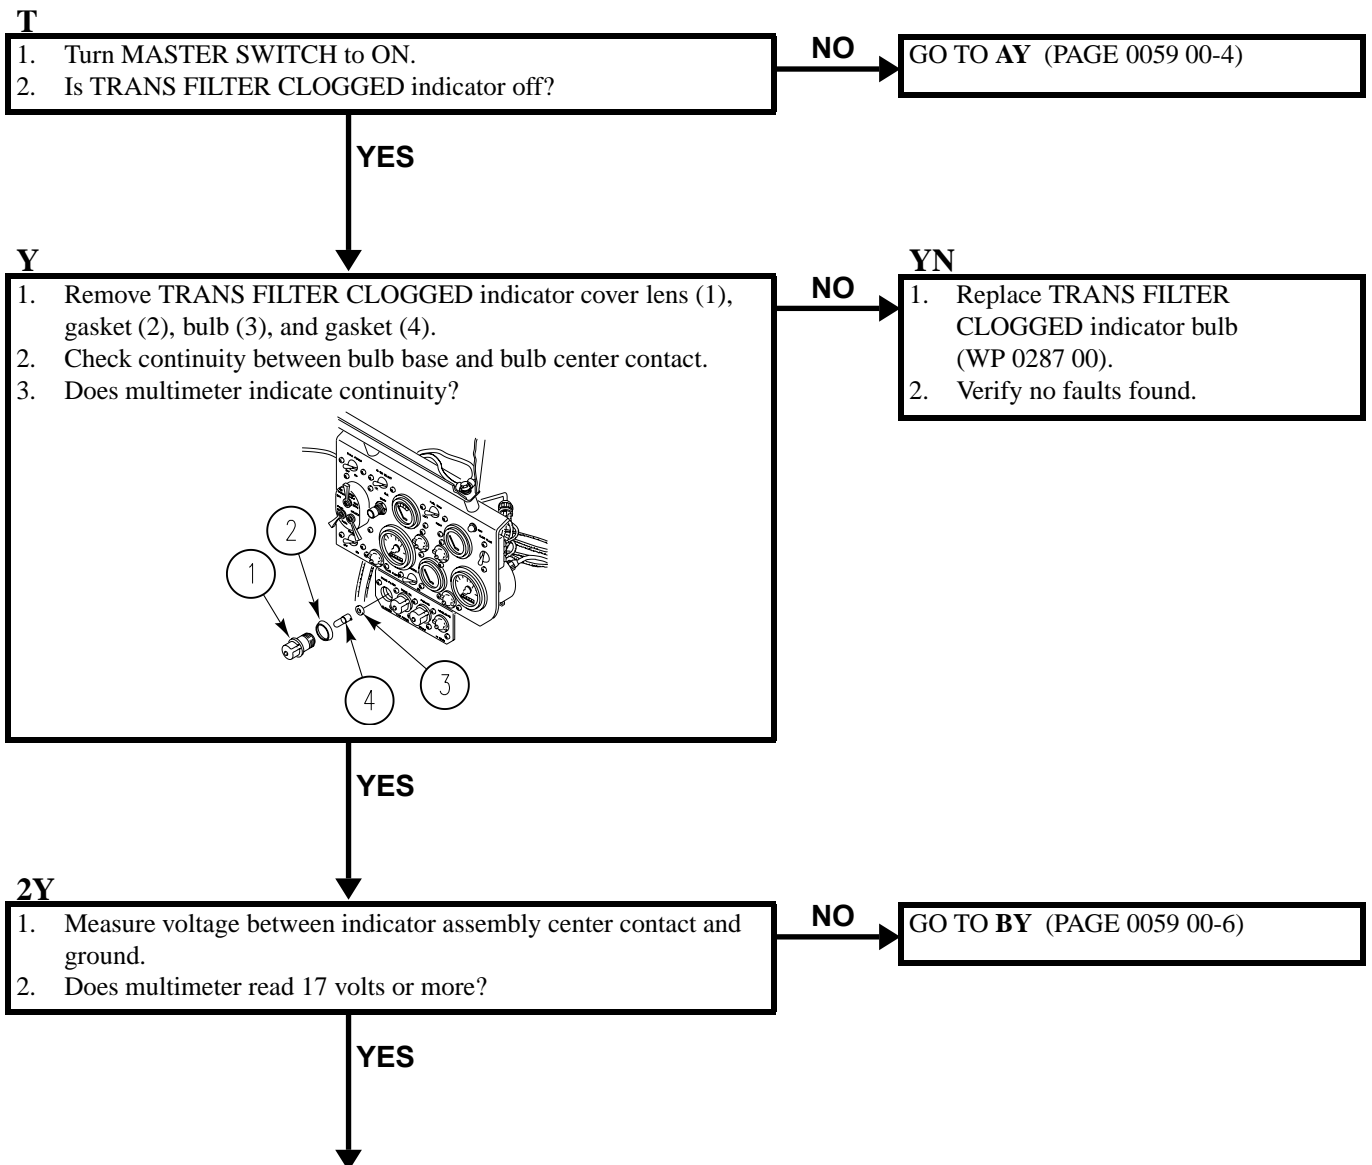 T
1. Turn MASTER SWITCH to ON.
2. Is TRANS FILTER CLOGGED indicator off?
NO
GO TO AY (PAGE 0059 00-4)
YES
Y
1. Remove TRANS FILTER CLOGGED indicator cover lens (1),
gasket (2), bulb (3), and gasket (4).
2. Check continuity between bulb base and bulb center contact.
3. Does multimeter indicate continuity?
NO
YN
1. Replace TRANS FILTER
CLOGGED indicator bulb
(WP 0287 00).
2. Verify no faults found.
2
1
3
4
YES
2Y
1. Measure voltage between indicator assembly center contact and
ground.
2. Does multimeter read 17 volts or more?
NO
GO TO BY (PAGE 0059 00-6)
YES